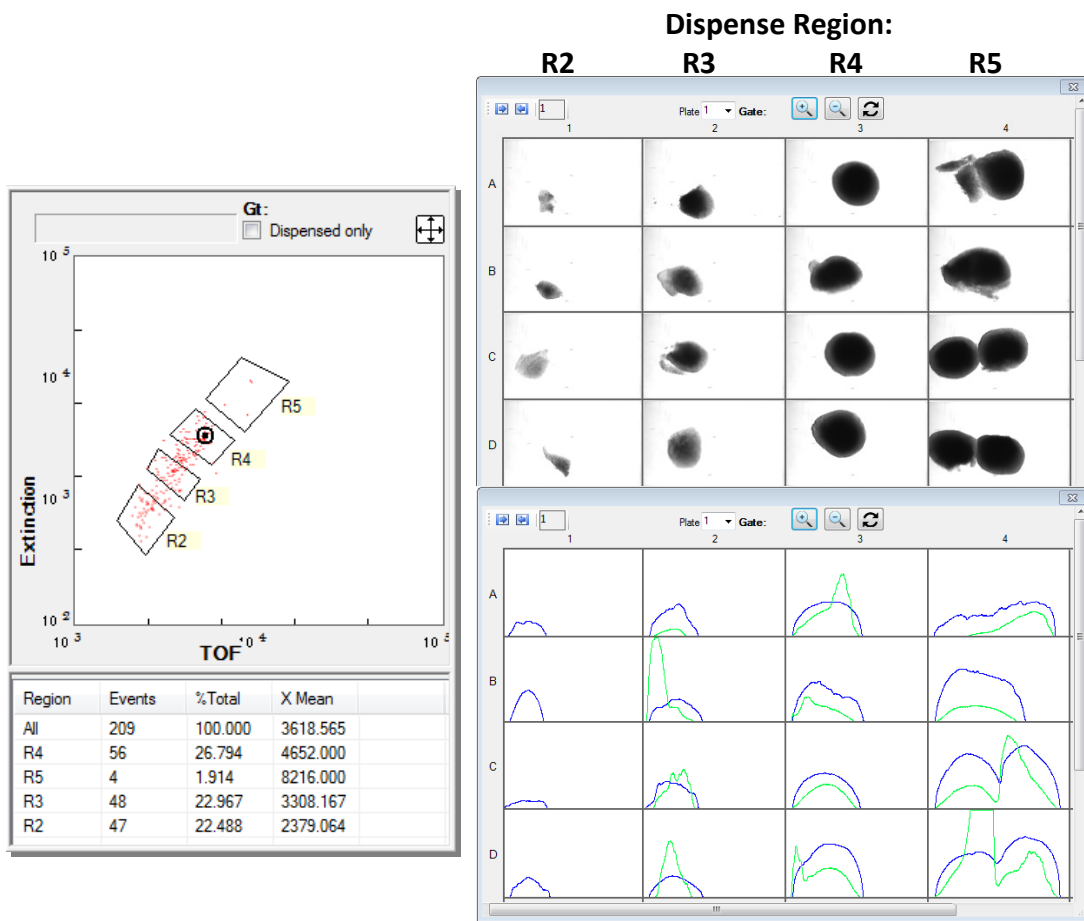 Dispense Region:
R2 R3 R4 R5
1
Plate 1 Gate:
1 2 3 4
A
B
C
D
Gt:
Dispensed only
10 5
10 4
10 3
10 2
Extinction
R5
R4
R3
R2
10 3 TOF 0 4 10 5
Region Events %Total X Mean
All 209 100.000 3618.565
R4 56 26.794 4652.000
R5 4 1.914 8216.000
R3 48 22.967 3308.167
R2 47 22.488 2379.064
1
Plate 1 Gate:
1 2 3 4
A
B
C
D